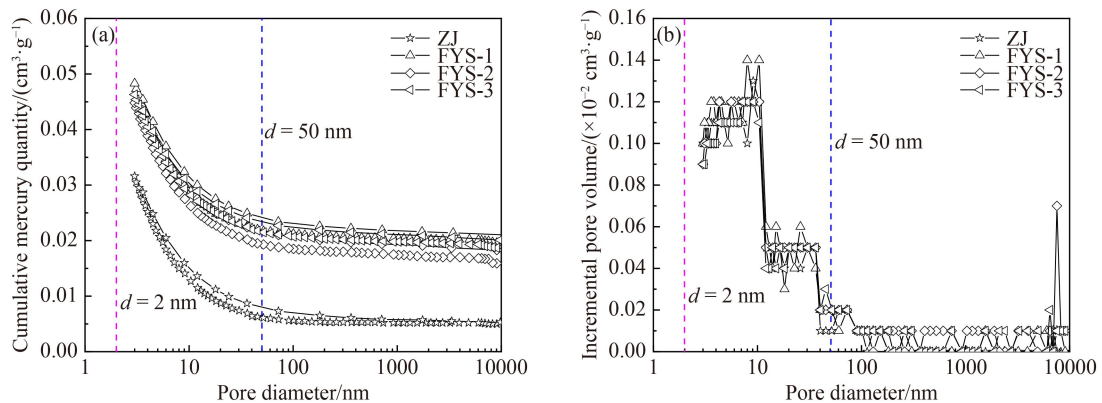 (a)
ZJ
FYS-1
FYS-2
FYS-3
d = 50 nm
d = 2 nm
0.06
0.05
0.04
0.03
0.02
0.01
0.00
1 10 100 1000 10000
Pore diameter/nm
Cumulative mercury quantity/(cm³·g⁻¹)
(b)
ZJ
FYS-1
FYS-2
FYS-3
d = 50 nm
d = 2 nm
0.16
0.14
0.12
0.10
0.08
0.06
0.04
0.02
0.00
1 10 100 1000 10000
Pore diameter/nm
Incremental pore volume/(×10⁻² cm³·g⁻¹)